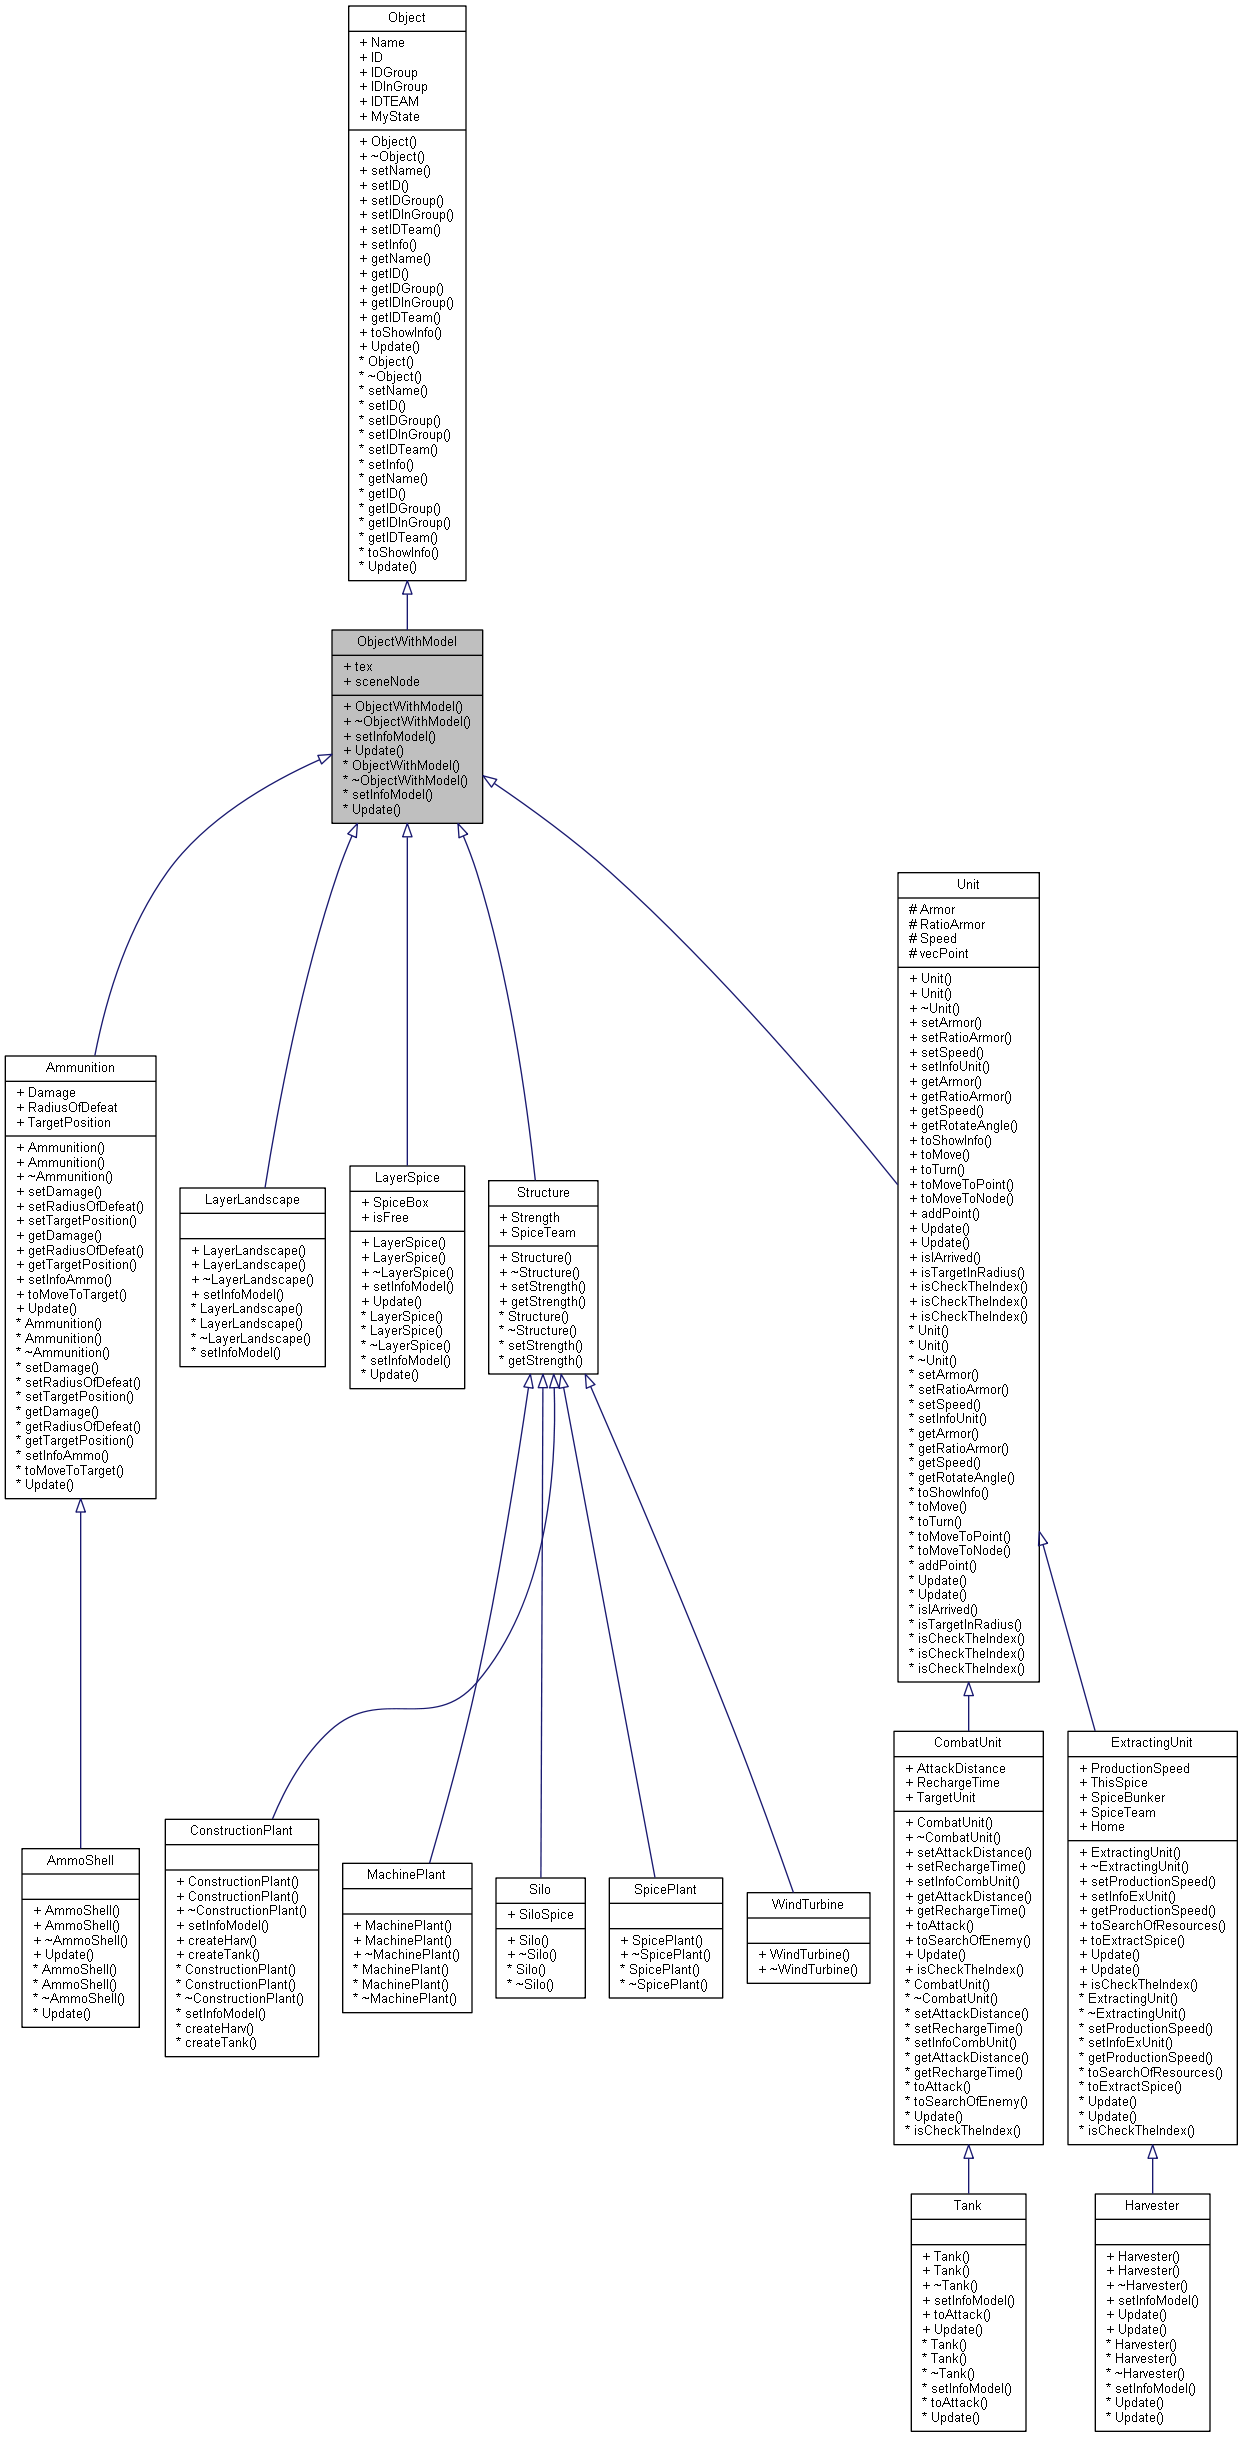 Object
+ Name
+ ID
+ IDGroup
+ IDInGroup
+ IDTEAM
+ MyState
+ Object()
+ ~Object()
+ setName()
+ setID()
+ setIDGroup()
+ setIDInGroup()
+ setIDTeam()
+ setInfo()
+ getName()
+ getID()
+ getIDGroup()
+ getIDInGroup()
+ getIDTeam()
+ toShowInfo()
+ Update()
* Object()
* ~Object()
* setName()
* setID()
* setIDGroup()
* setIDInGroup()
* setIDTeam()
* setInfo()
* getName()
* getID()
* getIDGroup()
* getIDInGroup()
* getIDTeam()
* toShowInfo()
* Update()
ObjectWithModel
+ tex
+ sceneNode
+ ObjectWithModel()
+ ~ObjectWithModel()
+ setInfoModel()
+ Update()
* ObjectWithModel()
* ~ObjectWithModel()
* setInfoModel()
* Update()
Ammunition
+ Damage
+ RadiusOfDefeat
+ TargetPosition
+ Ammunition()
+ Ammunition()
+ ~Ammunition()
+ setDamage()
+ setRadiusOfDefeat()
+ setTargetPosition()
+ getDamage()
+ getRadiusOfDefeat()
+ getTargetPosition()
+ setInfoAmmo()
+ toMoveToTarget()
+ Update()
* Ammunition()
* Ammunition()
* ~Ammunition()
* setDamage()
* setRadiusOfDefeat()
* setTargetPosition()
* getDamage()
* getRadiusOfDefeat()
* getTargetPosition()
* setInfoAmmo()
* toMoveToTarget()
* Update()
LayerLandscape
+ LayerLandscape()
+ LayerLandscape()
+ ~LayerLandscape()
+ setInfoModel()
* LayerLandscape()
* LayerLandscape()
* ~LayerLandscape()
* setInfoModel()
LayerSpice
+ SpiceBox
+ isFree
+ LayerSpice()
+ LayerSpice()
+ ~LayerSpice()
+ setInfoModel()
+ Update()
* LayerSpice()
* LayerSpice()
* ~LayerSpice()
* setInfoModel()
* Update()
Structure
+ Strength
+ SpiceTeam
+ Structure()
+ ~Structure()
+ setStrength()
+ getStrength()
* Structure()
* ~Structure()
* setStrength()
* getStrength()
Unit
# Armor
# RatioArmor
# Speed
# vecPoint
+ Unit()
+ Unit()
+ ~Unit()
+ setArmor()
+ setRatioArmor()
+ setSpeed()
+ setInfoUnit()
+ getArmor()
+ getRatioArmor()
+ getSpeed()
+ getRotateAngle()
+ toShowInfo()
+ toMove()
+ toTurn()
+ toMoveToPoint()
+ toMoveToNode()
+ addPoint()
+ Update()
+ Update()
+ isIArrived()
+ isTargetInRadius()
+ isCheckTheIndex()
+ isCheckTheIndex()
+ isCheckTheIndex()
* Unit()
* Unit()
* ~Unit()
* setArmor()
* setRatioArmor()
* setSpeed()
* setInfoUnit()
* getArmor()
* getRatioArmor()
* getSpeed()
* getRotateAngle()
* toShowInfo()
* toMove()
* toTurn()
* toMoveToPoint()
* toMoveToNode()
* addPoint()
* Update()
* Update()
* isIArrived()
* isTargetInRadius()
* isCheckTheIndex()
* isCheckTheIndex()
* isCheckTheIndex()
AmmoShell
+ AmmoShell()
+ AmmoShell()
+ ~AmmoShell()
+ Update()
* AmmoShell()
* AmmoShell()
* ~AmmoShell()
* Update()
ConstructionPlant
+ ConstructionPlant()
+ ConstructionPlant()
+ ~ConstructionPlant()
+ setInfoModel()
+ createHarv()
+ createTank()
* ConstructionPlant()
* ConstructionPlant()
* ~ConstructionPlant()
* setInfoModel()
* createHarv()
* createTank()
MachinePlant
+ MachinePlant()
+ MachinePlant()
+ ~MachinePlant()
* MachinePlant()
* MachinePlant()
* ~MachinePlant()
Silo
+ SiloSpice
+ Silo()
+ ~Silo()
* Silo()
* ~Silo()
SpicePlant
+ SpicePlant()
+ ~SpicePlant()
* SpicePlant()
* ~SpicePlant()
WindTurbine
+ WindTurbine()
+ ~WindTurbine()
CombatUnit
+ AttackDistance
+ RechargeTime
+ TargetUnit
+ CombatUnit()
+ ~CombatUnit()
+ setAttackDistance()
+ setRechargeTime()
+ setInfoCombUnit()
+ getAttackDistance()
+ getRechargeTime()
+ toAttack()
+ toSearchOfEnemy()
+ Update()
+ isCheckTheIndex()
* CombatUnit()
* ~CombatUnit()
* setAttackDistance()
* setRechargeTime()
* setInfoCombUnit()
* getAttackDistance()
* getRechargeTime()
* toAttack()
* toSearchOfEnemy()
* Update()
* isCheckTheIndex()
ExtractingUnit
+ ProductionSpeed
+ ThisSpice
+ SpiceBunker
+ SpiceTeam
+ Home
+ ExtractingUnit()
+ ~ExtractingUnit()
+ setProductionSpeed()
+ setInfoExUnit()
+ getProductionSpeed()
+ toSearchOfResources()
+ toExtractSpice()
+ Update()
+ Update()
+ isCheckTheIndex()
* ExtractingUnit()
* ~ExtractingUnit()
* setProductionSpeed()
* setInfoExUnit()
* getProductionSpeed()
* toSearchOfResources()
* toExtractSpice()
* Update()
* Update()
* isCheckTheIndex()
Tank
+ Tank()
+ Tank()
+ ~Tank()
+ setInfoModel()
+ toAttack()
+ Update()
* Tank()
* Tank()
* ~Tank()
* setInfoModel()
* toAttack()
* Update()
Harvester
+ Harvester()
+ Harvester()
+ ~Harvester()
+ setInfoModel()
+ Update()
+ Update()
* Harvester()
* Harvester()
* ~Harvester()
* setInfoModel()
* Update()
* Update()